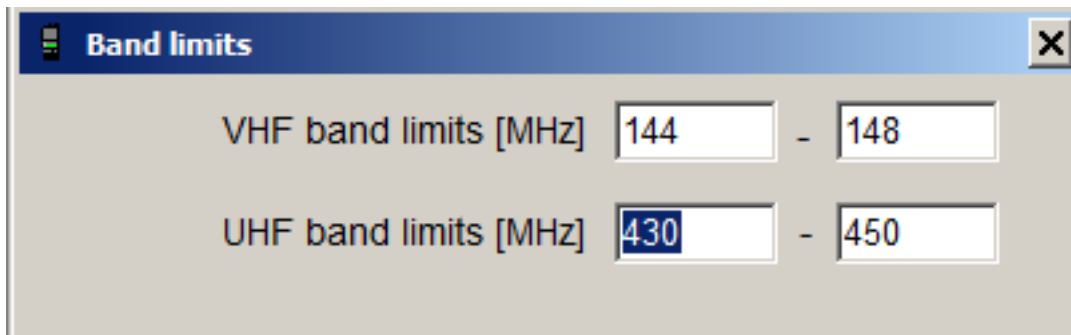 Band limits
VHF band limits [MHz] 144 - 148
UHF band limits [MHz] 430 - 450